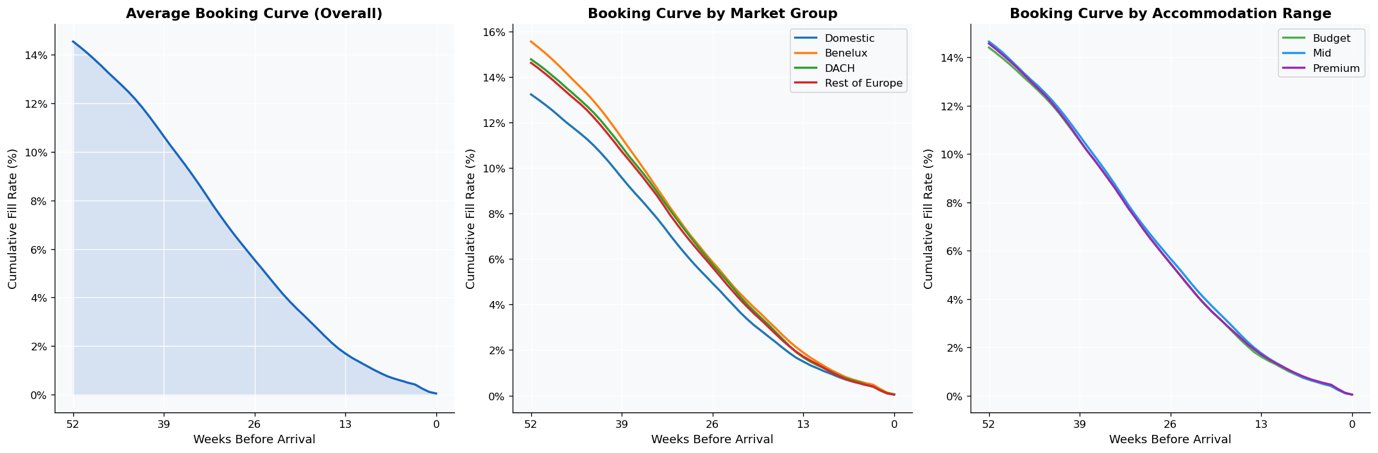 Average Booking Curve (Overall)
Cumulative Fill Rate (%)
14%
12%
10%
8%
6%
4%
2%
0%
52
39
26
13
0
Weeks Before Arrival
Booking Curve by Market Group
Cumulative Fill Rate (%)
16%
14%
12%
10%
8%
6%
4%
2%
0%
Domestic
Benelux
DACH
Rest of Europe
52
39
26
13
0
Weeks Before Arrival
Booking Curve by Accommodation Range
Cumulative Fill Rate (%)
14%
12%
10%
8%
6%
4%
2%
0%
Budget
Mid
Premium
52
39
26
13
0
Weeks Before Arrival